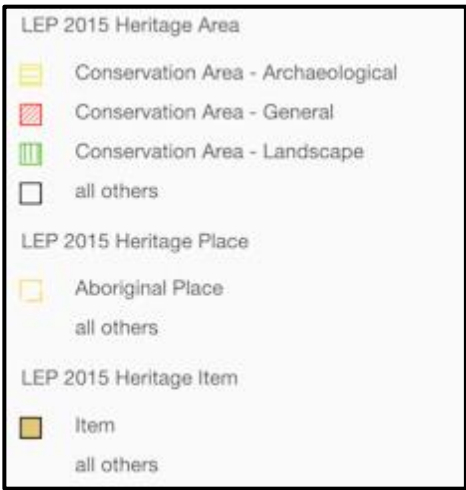 LEP 2015 Heritage Area
Conservation Area - Archaeological
Conservation Area - General
Conservation Area - Landscape
all others
LEP 2015 Heritage Place
Aboriginal Place
all others
LEP 2015 Heritage Item
Item
all others